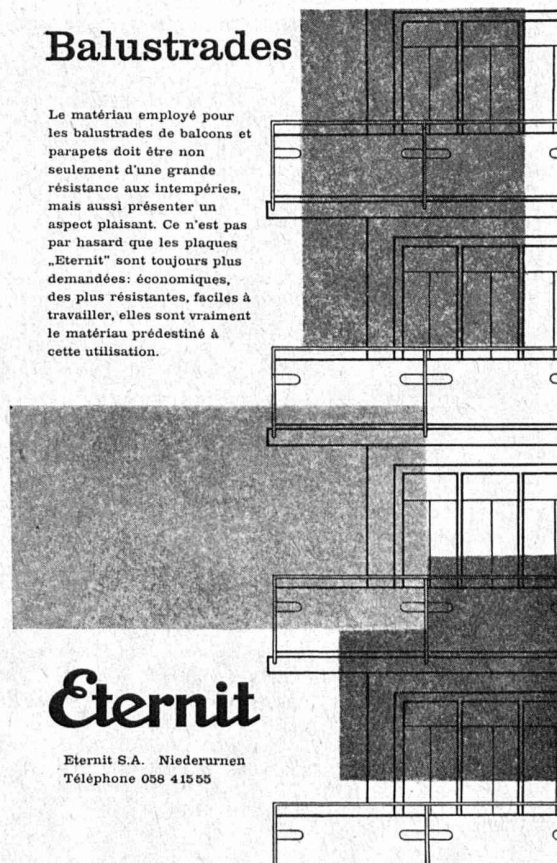 Balustrades
Le matériau employé pour
les balustrades de balcons et
parapets doit être non
seulement d'une grande
résistance aux intempéries,
mais aussi présenter un
aspect plaisant. Ce n'est pas
par hasard que les plaques
„Eternit" sont toujours plus
demandées: économiques,
des plus résistantes, faciles à
travailler, elles sont vraiment
le matériau prédestiné à
cette utilisation.
Eternit
Eternit S.A. Niederurnen
Téléphone 058 41555